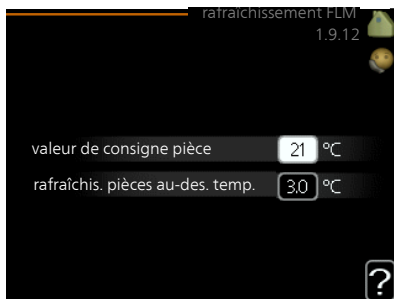 rafraîchissement FLM
1.9.12
valeur de consigne pièce 21 °C
rafraîchis. pièces au-des. temp. 3.0 °C
?